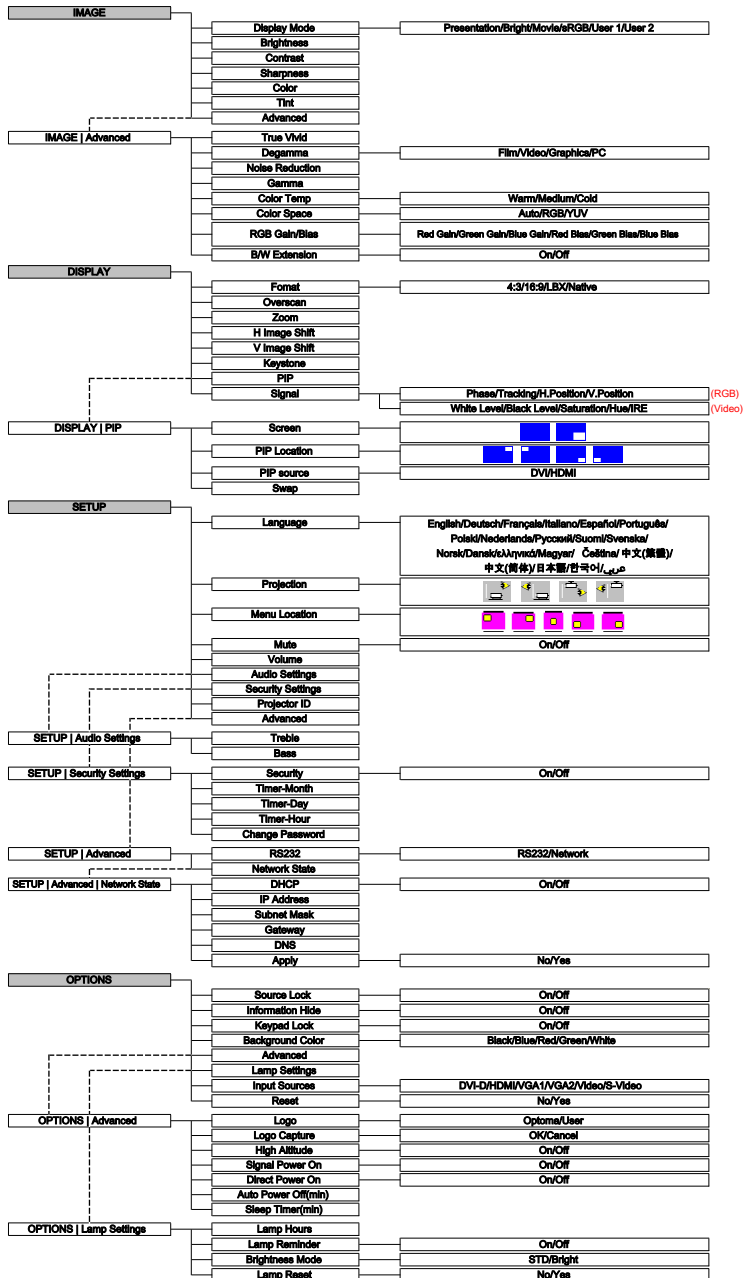 IMAGE
Display Mode
Presentation/Bright/Movie/sRGB/User 1/User 2
Brightness
Contrast
Sharpness
Color
Tint
Advanced
IMAGE | Advanced
True Vivid
Degamma
Film/Video/Graphics/PC
Noise Reduction
Gamma
Color Temp
Warm/Medium/Cold
Color Space
Auto/RGB/YUV
RGB Gain/Bias
Red Gain/Green Gain/Blue Gain/Red Bias/Green Bias/Blue Bias
B/W Extension
On/Off
DISPLAY
Fomat
4:3/16:9/LBX/Native
Overscan
Zoom
H Image Shift
V Image Shift
Keystone
PIP
Signal
Phase/Tracking/H.Position/V.Position
(RGB)
White Level/Black Level/Saturation/Hue/IRE
(Video)
DISPLAY | PIP
Screen
PIP Location
PIP source
DVI/HDMI
Swap
SETUP
Language
English/Deutsch/Français/Italiano/Español/Português/
Polski/Nederlands/Русский/Suomi/Svenska/
Norsk/Dansk/ελληνικά/Magyar/ Čeština/ 中文(繁體)/
中文(简体)/日本語/한국어/عربي
Projection
Menu Location
Mute
On/Off
Volume
Audio Settings
Security Settings
Projector ID
Advanced
SETUP | Audio Settings
Treble
Bass
SETUP | Security Settings
Security
On/Off
Timer-Month
Timer-Day
Timer-Hour
Change Password
SETUP | Advanced
RS232
RS232/Network
Network State
SETUP | Advanced | Network State
DHCP
On/Off
IP Address
Subnet Mask
Gateway
DNS
Apply
No/Yes
OPTIONS
Source Lock
On/Off
Information Hide
On/Off
Keypad Lock
On/Off
Background Color
Black/Blue/Red/Green/White
Advanced
Lamp Settings
Input Sources
DVI-D/HDMI/VGA1/VGA2/Video/S-Video
Reset
No/Yes
OPTIONS | Advanced
Logo
Optoma/User
Logo Capture
OK/Cancel
High Altitude
On/Off
Signal Power On
On/Off
Direct Power On
On/Off
Auto Power Off(min)
Sleep Timer(min)
OPTIONS | Lamp Settings
Lamp Hours
Lamp Reminder
On/Off
Brightness Mode
STD/Bright
Lamp Reset
No/Yes